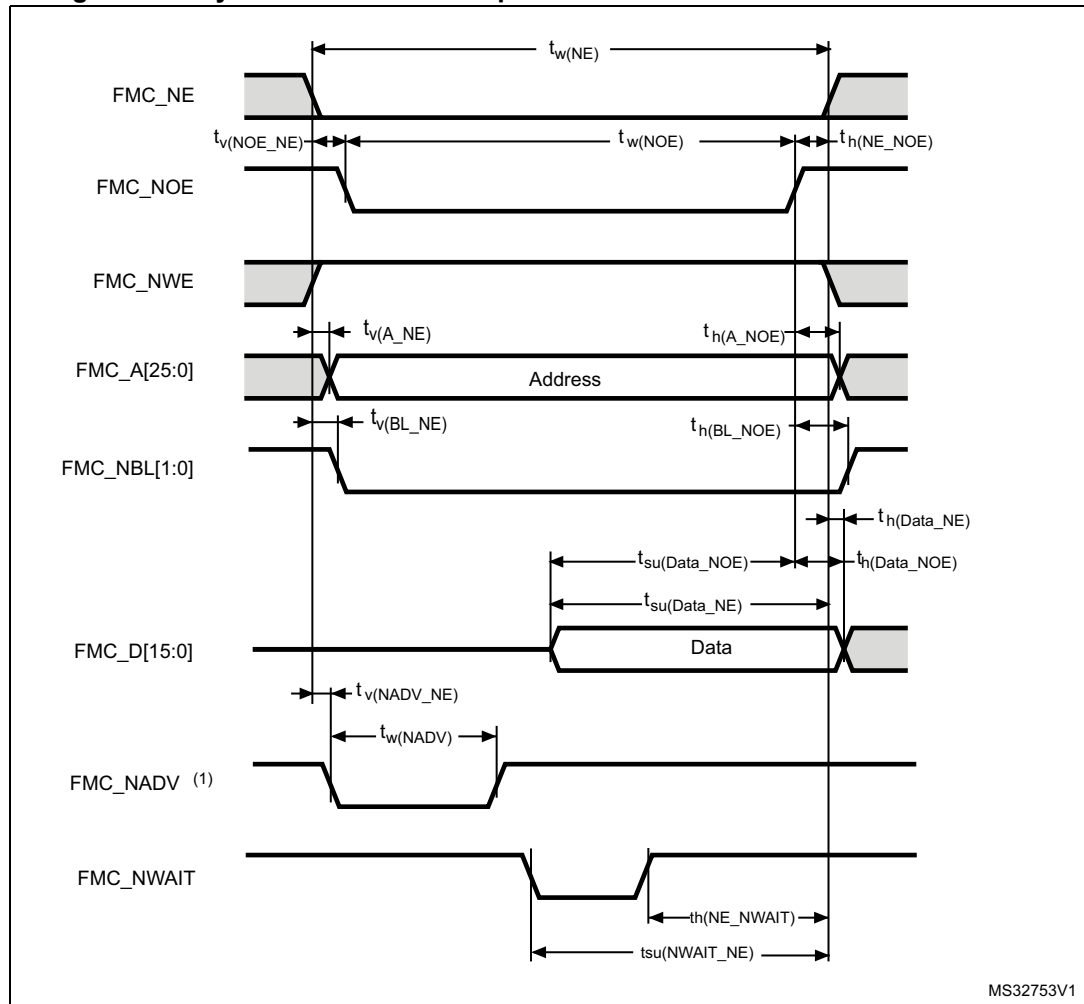 tw(NE)
FMC_NE
tv(NOE_NE)
tw(NOE)
th(NE_NOE)
FMC_NOE
FMC_NWE
tv(A_NE)
th(A_NOE)
FMC_A[25:0]
Address
tv(BL_NE)
th(BL_NOE)
FMC_NBL[1:0]
th(Data_NE)
tsu(Data_NOE)
th(Data_NOE)
tsu(Data_NE)
FMC_D[15:0]
Data
tv(NADV_NE)
tw(NADV)
FMC_NADV (1)
FMC_NWAIT
th(NE_NWAIT)
tsu(NWAIT_NE)
MS32753V1